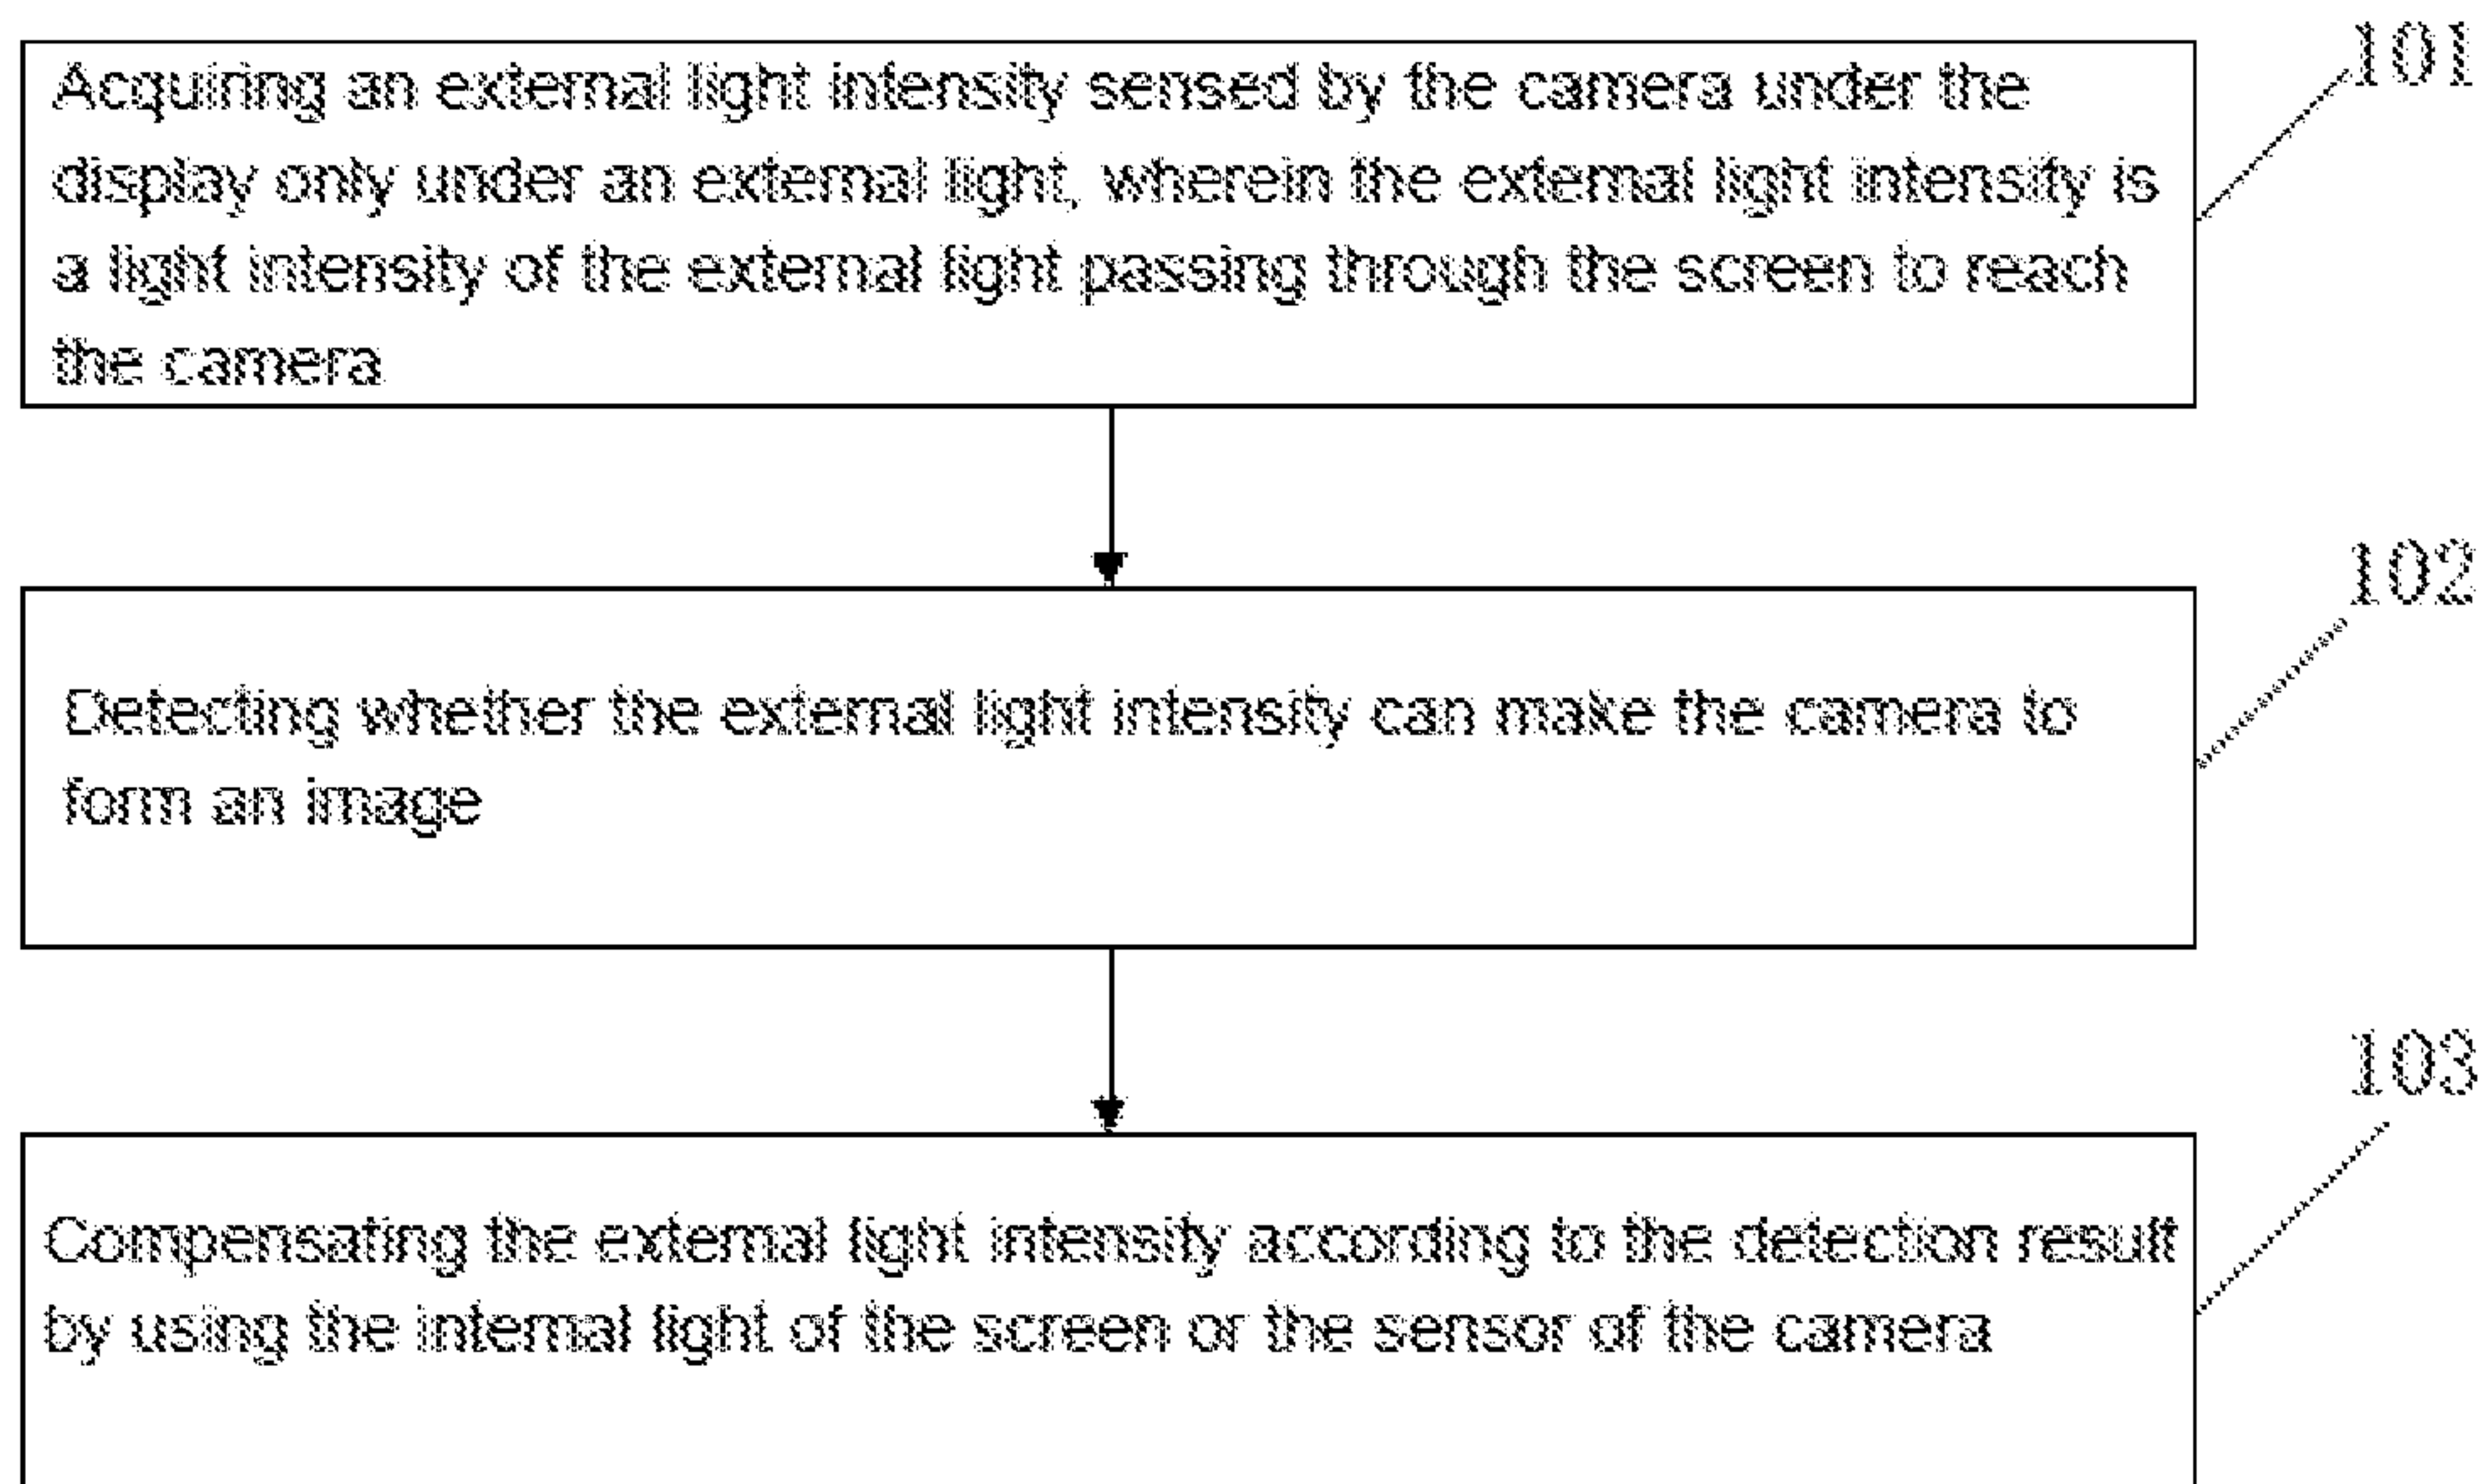 101
Acquiring an external light intensity sensed by the camera under the
display only under an external light, wherein the external light intensity is
a light intensity of the external light passing through the screen to reach
the camera
102
Detecting whether the external light intensity can make the camera to
form an image
103
Compensating the external light intensity according to the detection result
by using the internal light of the screen or the sensor of the camera